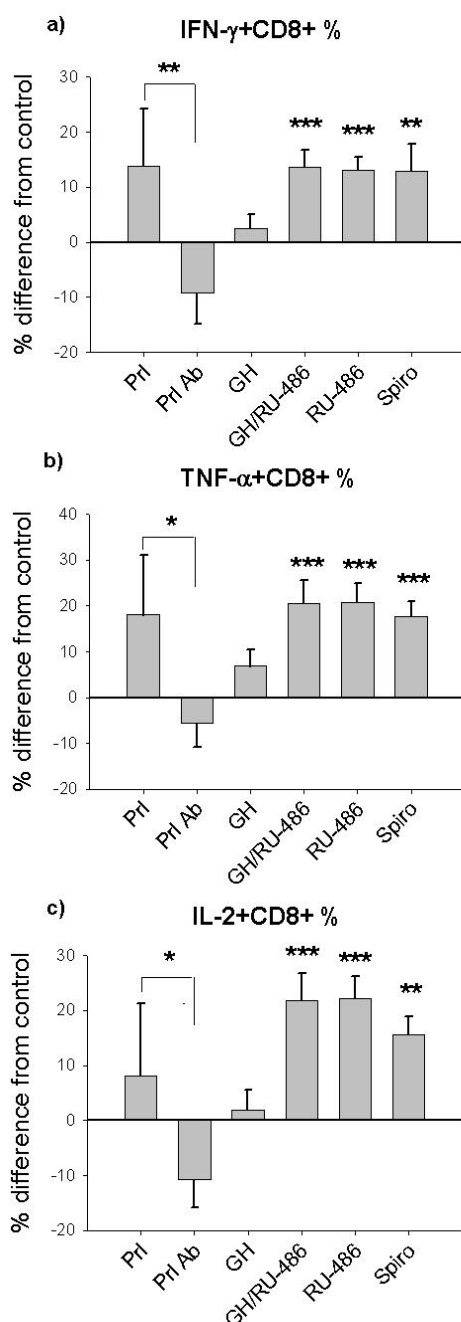 a)
IFN-γ+CD8+ %
% difference from control
30
20
10
0
-10
-20
**
***
***
**
Prl
Prl Ab
GH
GH/RU-486
RU-486
Spiro
b)
TNF-α+CD8+ %
% difference from control
40
30
20
10
0
-10
-20
*
***
***
***
Prl
Prl Ab
GH
GH/RU-486
RU-486
Spiro
c)
IL-2+CD8+ %
% difference from control
30
20
10
0
-10
-20
*
***
***
**
Prl
Prl Ab
GH
GH/RU-486
RU-486
Spiro